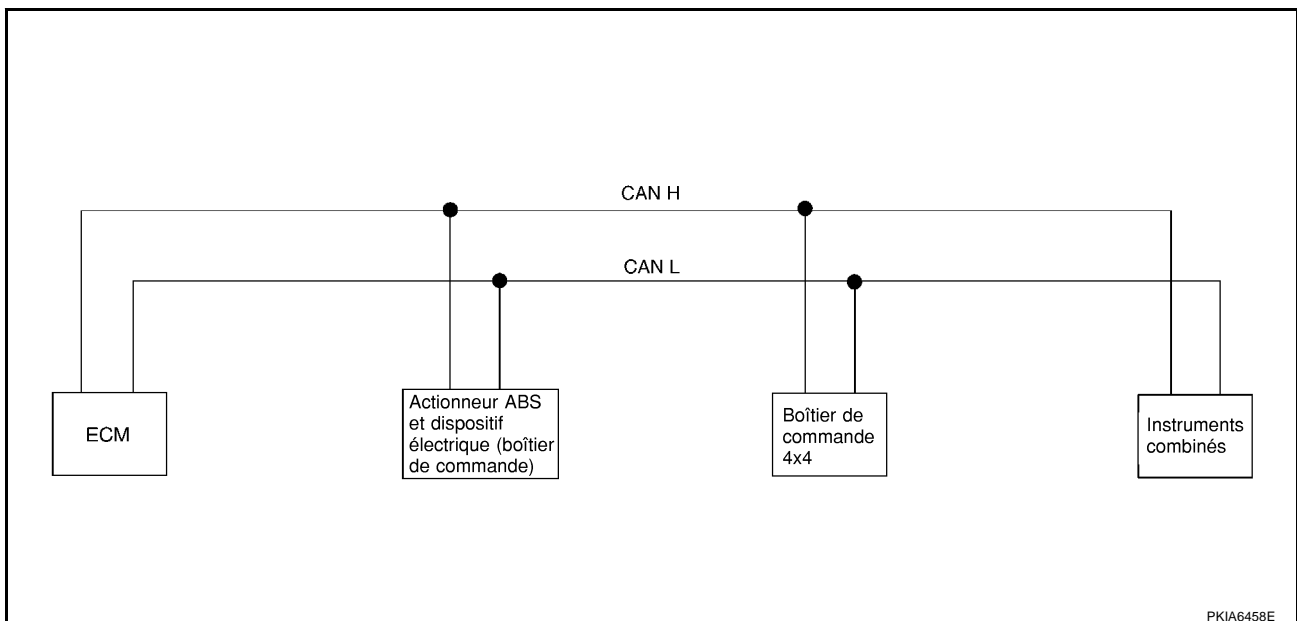 CAN H
CAN L
ECM
Actionneur ABS
et dispositif
électrique (boîtier
de commande)
Boîtier de
commande
4x4
Instruments
combinés
PKIA6458E